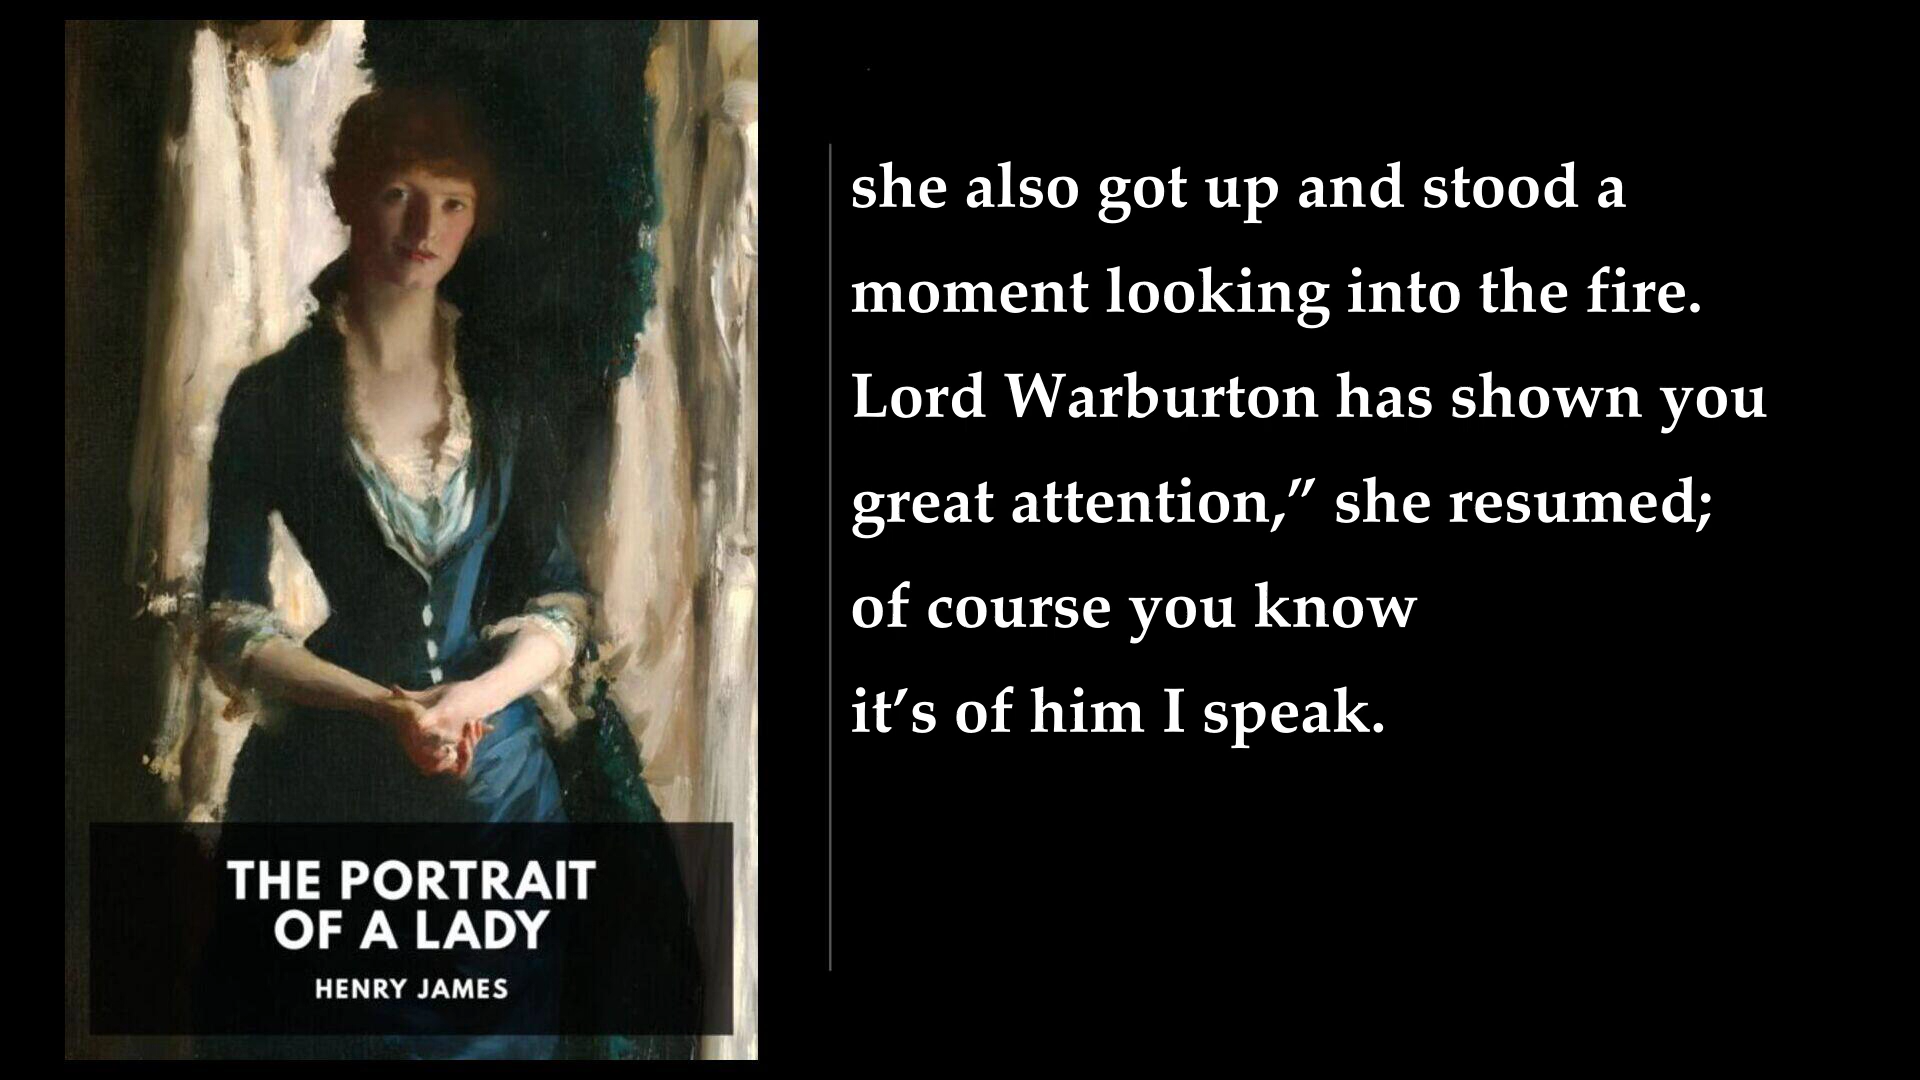 THE PORTRAIT
OF A LADY
HENRY JAMES
she also got up and stood a
moment looking into the fire.
Lord Warburton has shown you
great attention,” she resumed;
of course you know
it’s of him I speak.